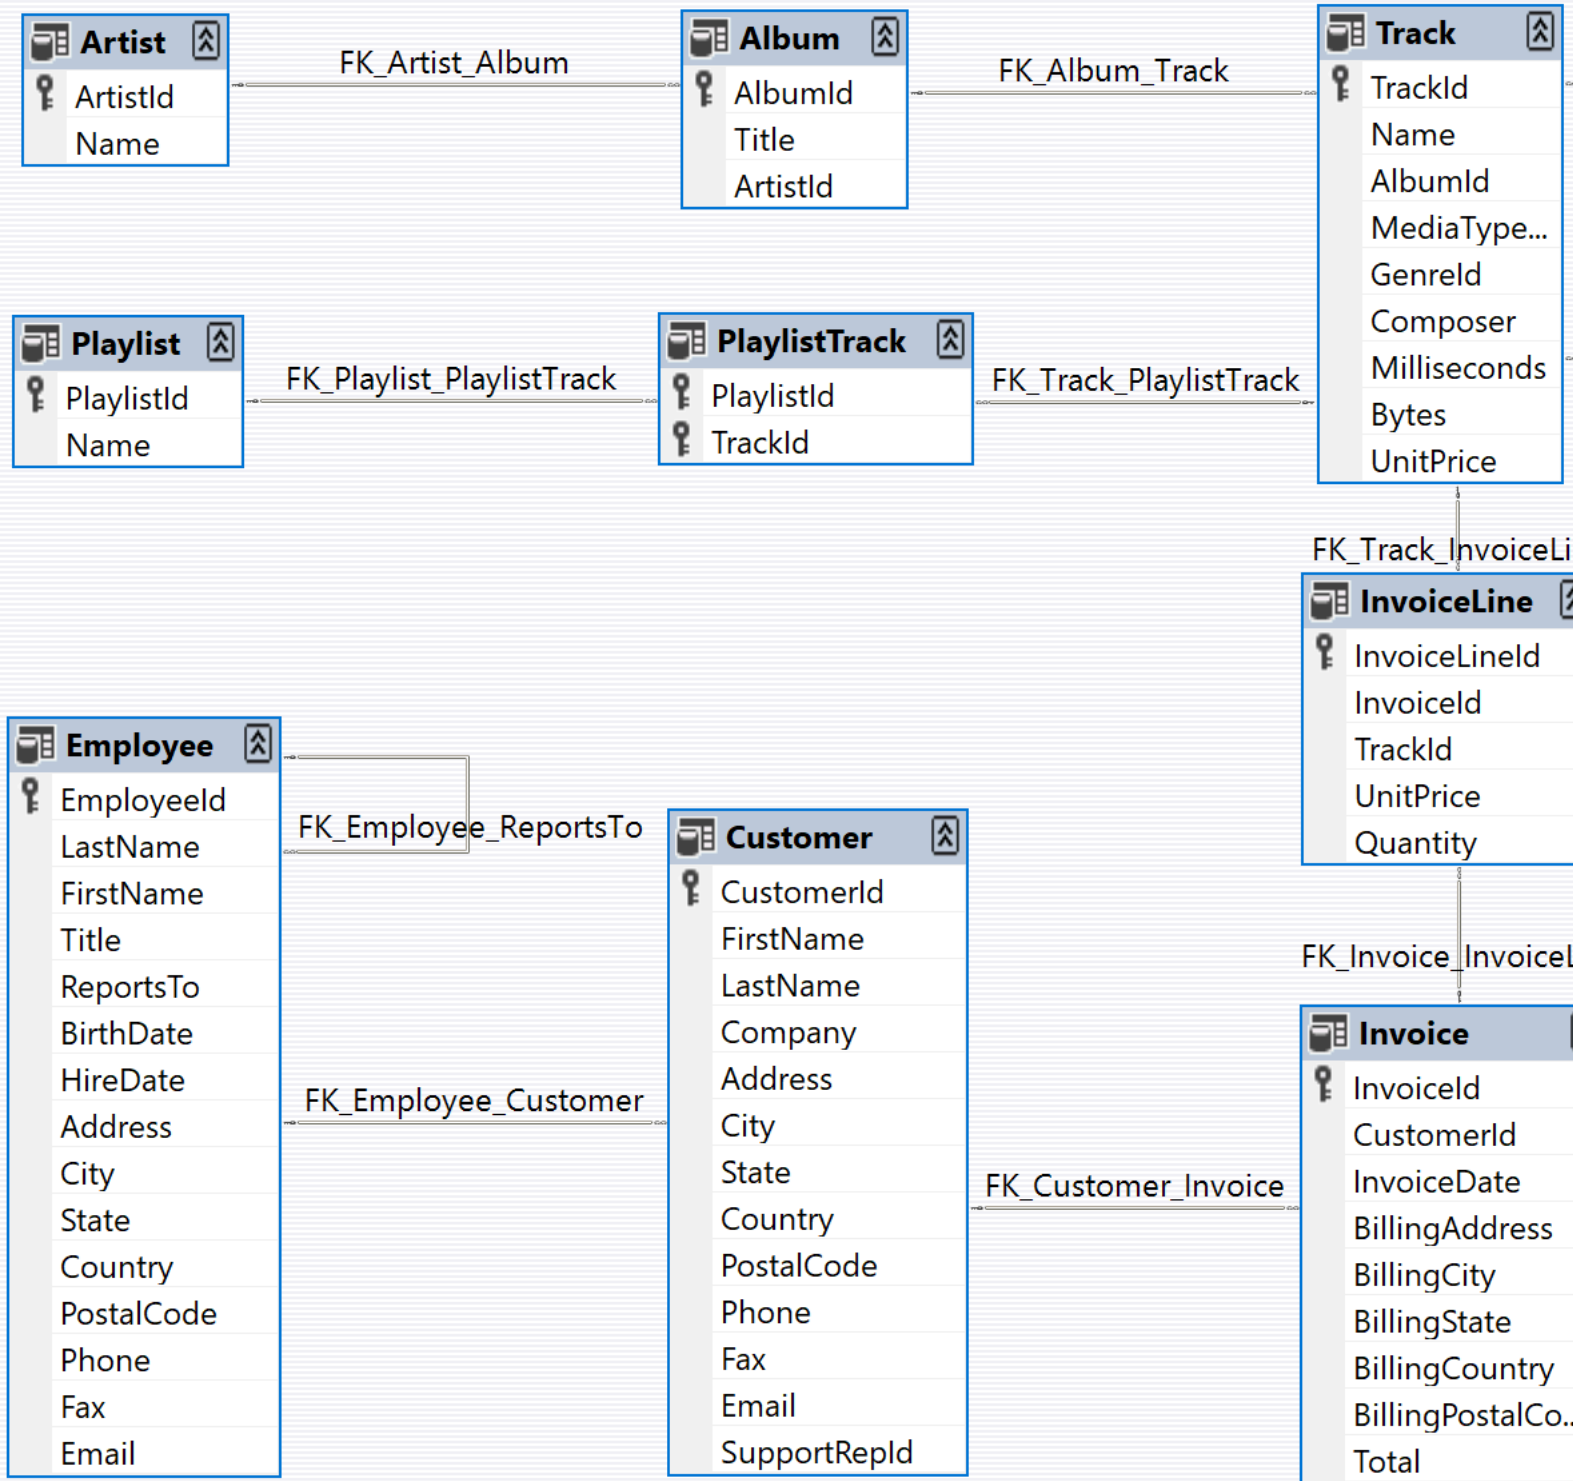 Artist
ArtistId
Name
FK_Artist_Album
Album
AlbumId
Title
ArtistId
FK_Album_Track
Track
TrackId
Name
AlbumId
MediaType...
GenreId
Composer
Milliseconds
Bytes
UnitPrice
Playlist
PlaylistId
Name
FK_Playlist_PlaylistTrack
PlaylistTrack
PlaylistId
TrackId
FK_Track_PlaylistTrack
FK_Track_InvoiceLi
InvoiceLine
InvoiceLineId
InvoiceId
TrackId
UnitPrice
Quantity
Employee
EmployeeId
LastName
FirstName
Title
ReportsTo
BirthDate
HireDate
Address
City
State
Country
PostalCode
Phone
Fax
Email
FK_Employee_ReportsTo
FK_Employee_Customer
Customer
CustomerId
FirstName
LastName
Company
Address
City
State
Country
PostalCode
Phone
Fax
Email
SupportRepId
FK_Customer_Invoice
FK_Invoice_InvoiceL
Invoice
InvoiceId
CustomerId
InvoiceDate
BillingAddress
BillingCity
BillingState
BillingCountry
BillingPostalCo..
Total